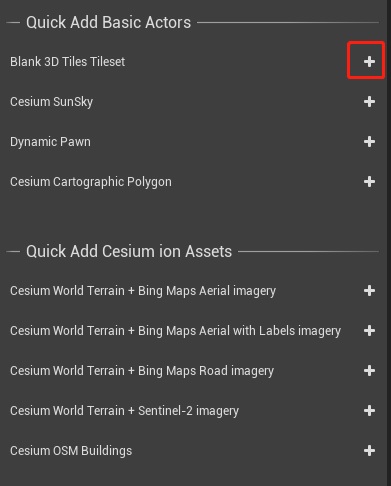 Quick Add Basic Actors
Blank 3D Tiles Tileset
Cesium SunSky
Dynamic Pawn
Cesium Cartographic Polygon
Quick Add Cesium ion Assets
Cesium World Terrain + Bing Maps Aerial imagery
Cesium World Terrain + Bing Maps Aerial with Labels imagery
Cesium World Terrain + Bing Maps Road imagery
Cesium World Terrain + Sentinel-2 imagery
Cesium OSM Buildings